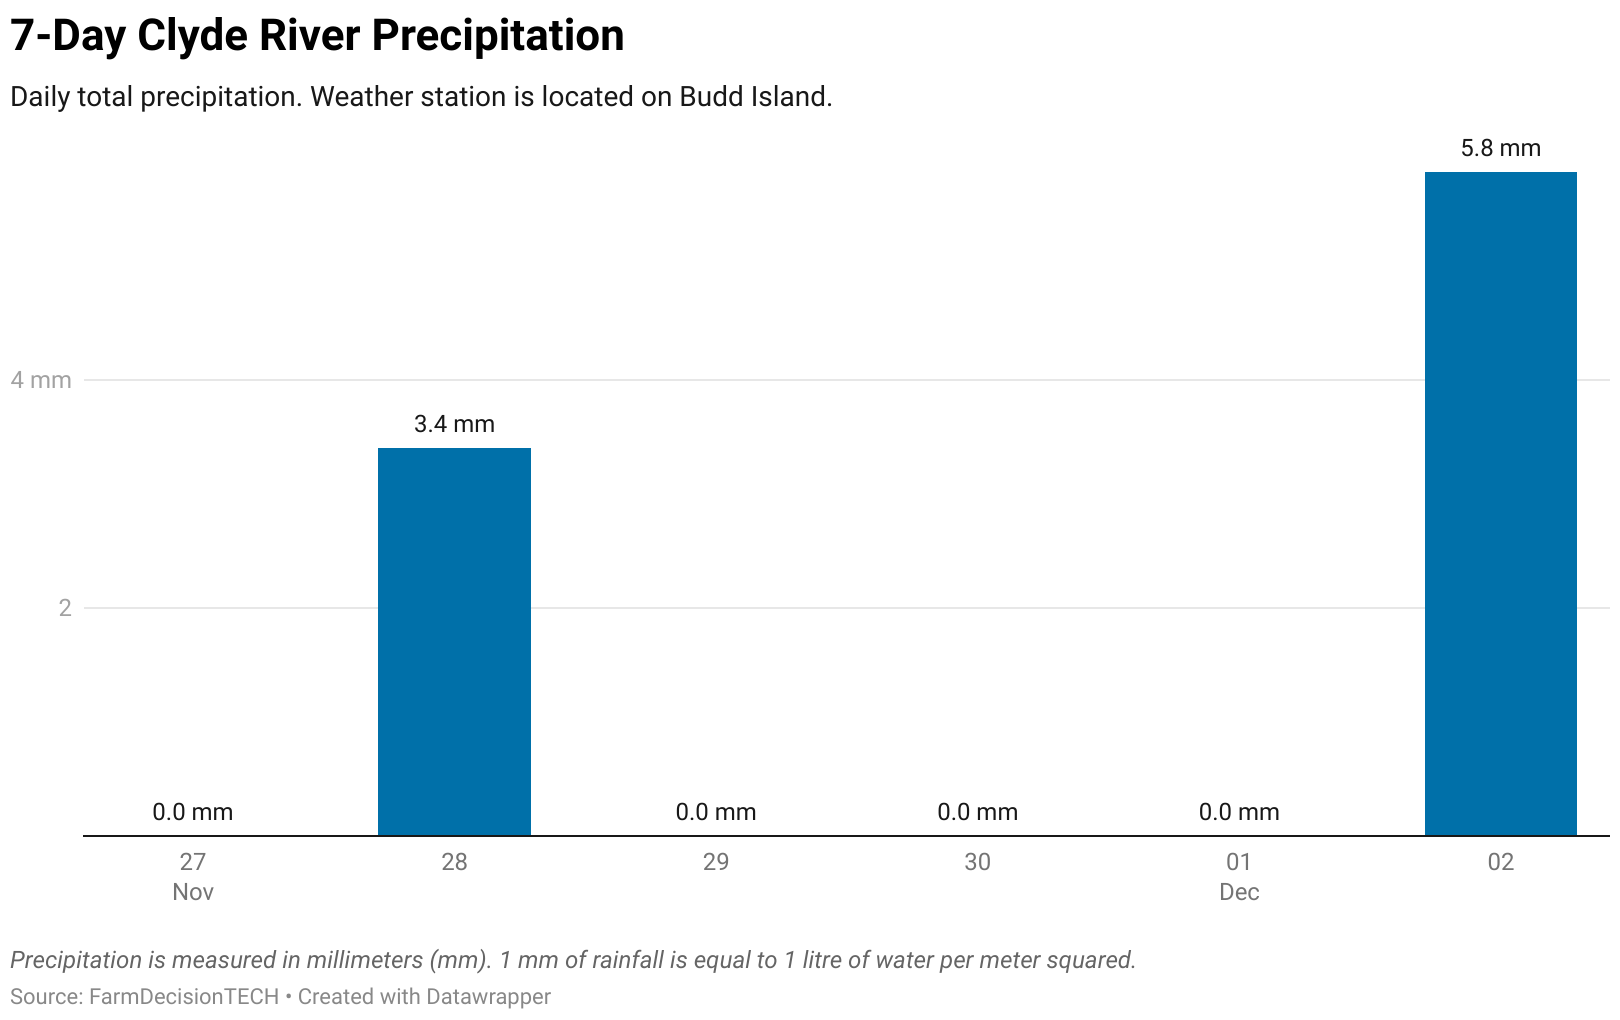 7-Day Clyde River Precipitation
Daily total precipitation. Weather station is located on Budd Island.
5.8 mm
4 mm
3.4 mm
2
0.0 mm
0.0 mm
0.0 mm
0.0 mm
27
28
29
30
01
02
Nov
Dec
Precipitation is measured in millimeters (mm). 1 mm of rainfall is equal to 1 litre of water per meter squared.
Source: FarmDecisionTECH • Created with Datawrapper